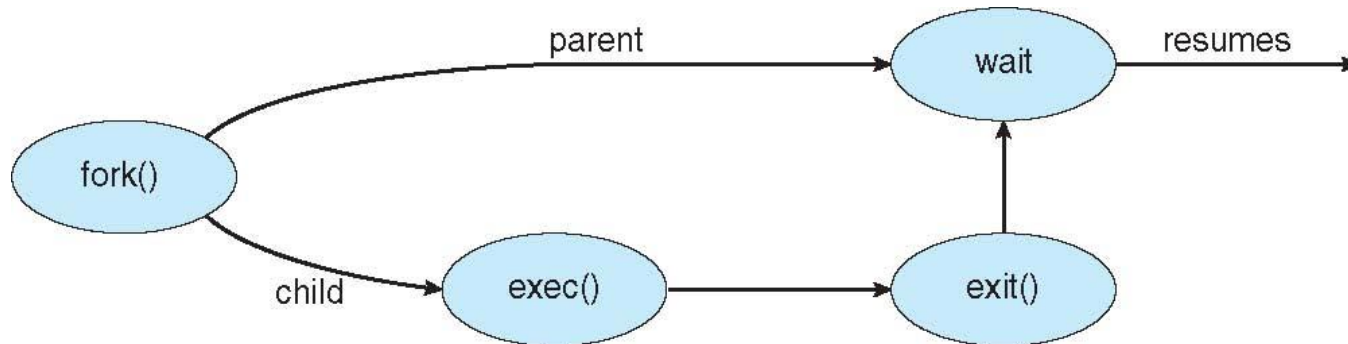 parent
wait
resumes
fork()
child
exec()
exit()